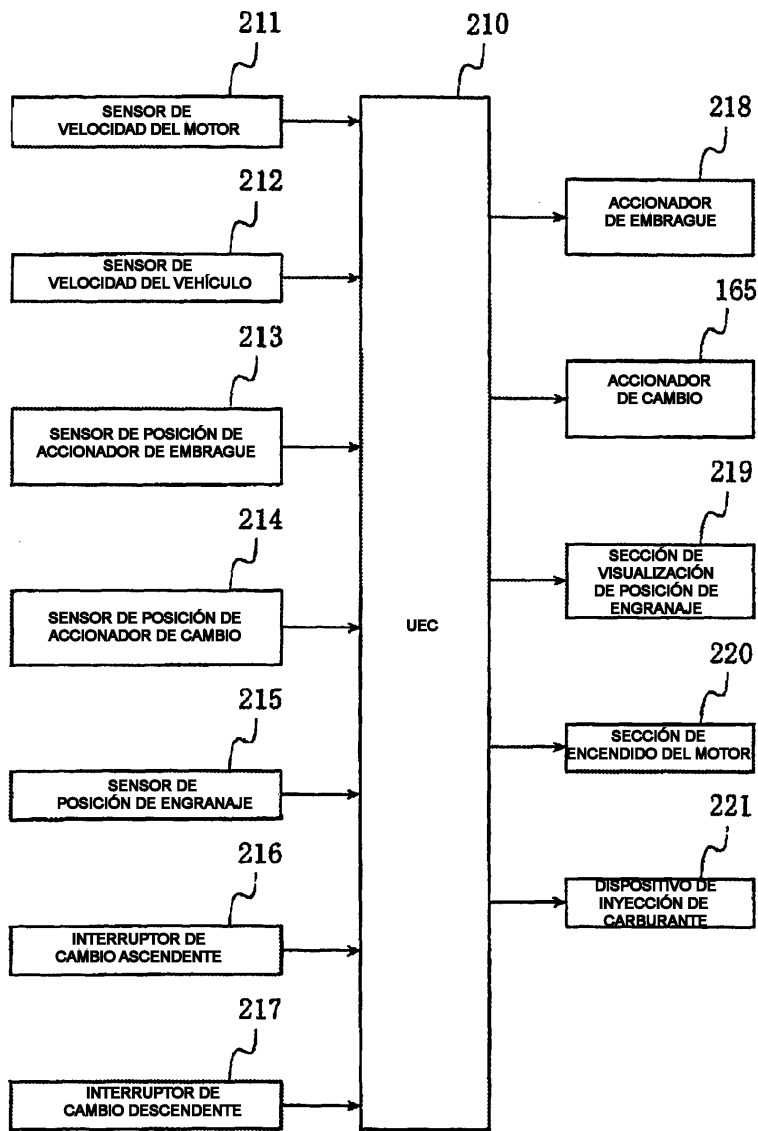 211
SENSOR DE
VELOCIDAD DEL MOTOR
212
SENSOR DE
VELOCIDAD DEL VEHÍCULO
213
SENSOR DE POSICIÓN DE
ACCIONADOR DE EMBRAGUE
214
SENSOR DE POSICIÓN DE
ACCIONADOR DE CAMBIO
215
SENSOR DE
POSICIÓN DE ENGRANAJE
216
INTERRUPTOR DE
CAMBIO ASCENDENTE
217
INTERRUPTOR DE
CAMBIO DESCENDENTE
210
UEC
218
ACCIONADOR
DE EMBRAGUE
165
ACCIONADOR
DE CAMBIO
219
SECCIÓN DE
VISUALIZACIÓN
DE POSICIÓN DE
ENGRANAJE
220
SECCIÓN DE
ENCENDIDO DEL MOTOR
221
DISPOSITIVO DE
INYECCIÓN DE
CARBURANTE